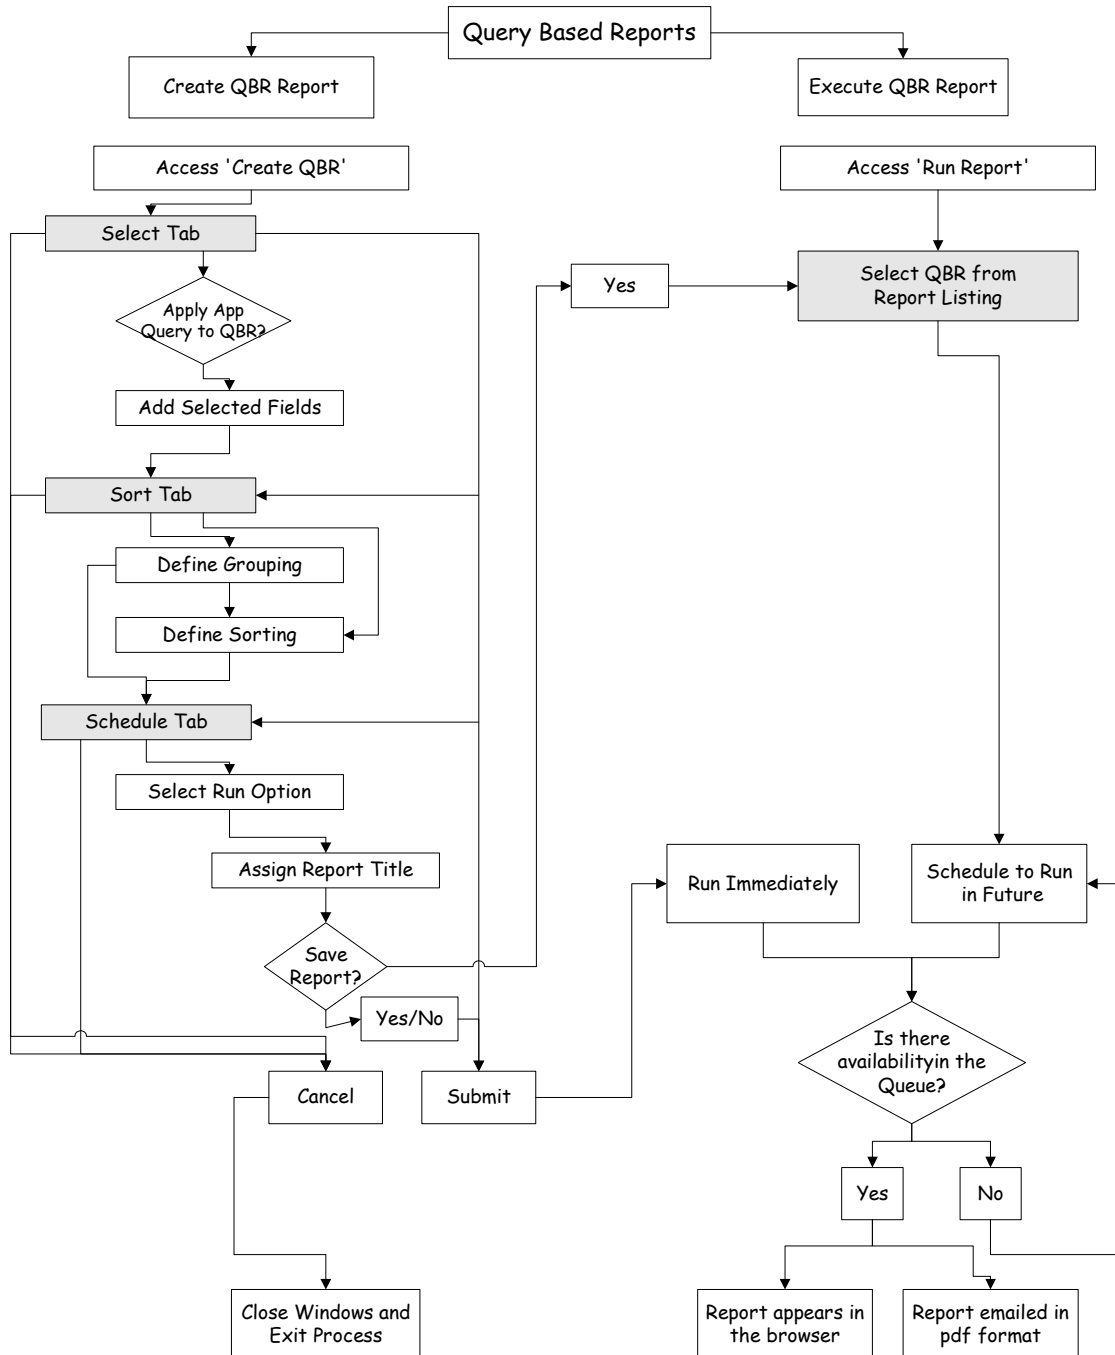 Query Based Reports
Create QBR Report
Execute QBR Report
Access 'Create QBR'
Access 'Run Report'
Select Tab
Select QBR from
Report Listing
Yes
Apply App
Query to QBR?
Add Selected Fields
Sort Tab
Define Grouping
Define Sorting
Schedule Tab
Select Run Option
Assign Report Title
Run Immediately
Schedule to Run
in Future
Save
Report?
Yes/No
Is there
availabilityin the
Queue?
Cancel
Submit
Yes
No
Close Windows and
Exit Process
Report appears in
the browser
Report emailed in
pdf format